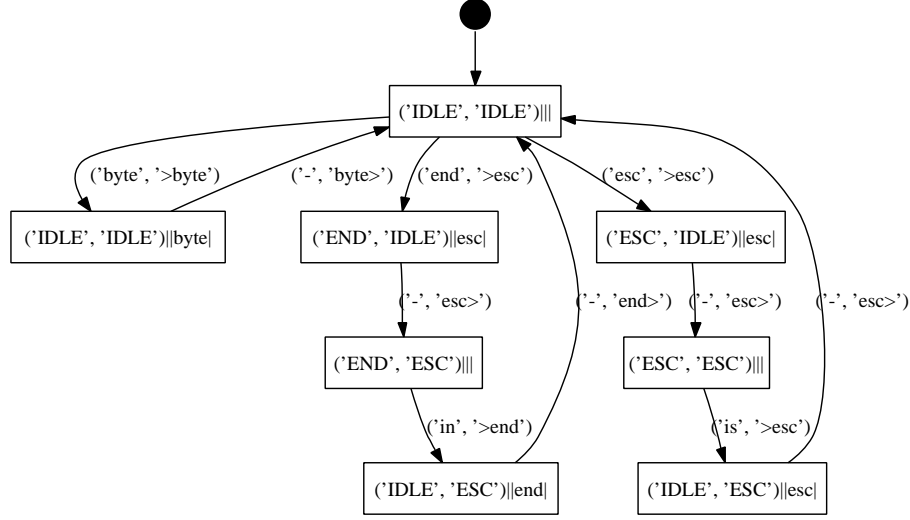 ('IDLE', 'IDLE')|||
('byte', '>byte')
('-', 'byte>')
('end', '>esc')
('esc', '>esc')
('IDLE', 'IDLE')||byte|
('END', 'IDLE')||esc|
('ESC', 'IDLE')||esc|
('-', 'esc>')
('-', 'end>')
('-', 'esc>')
('-', 'esc>')
('END', 'ESC')|||
('ESC', 'ESC')|||
('in', '>end')
('is', '>esc')
('IDLE', 'ESC')||end|
('IDLE', 'ESC')||esc|